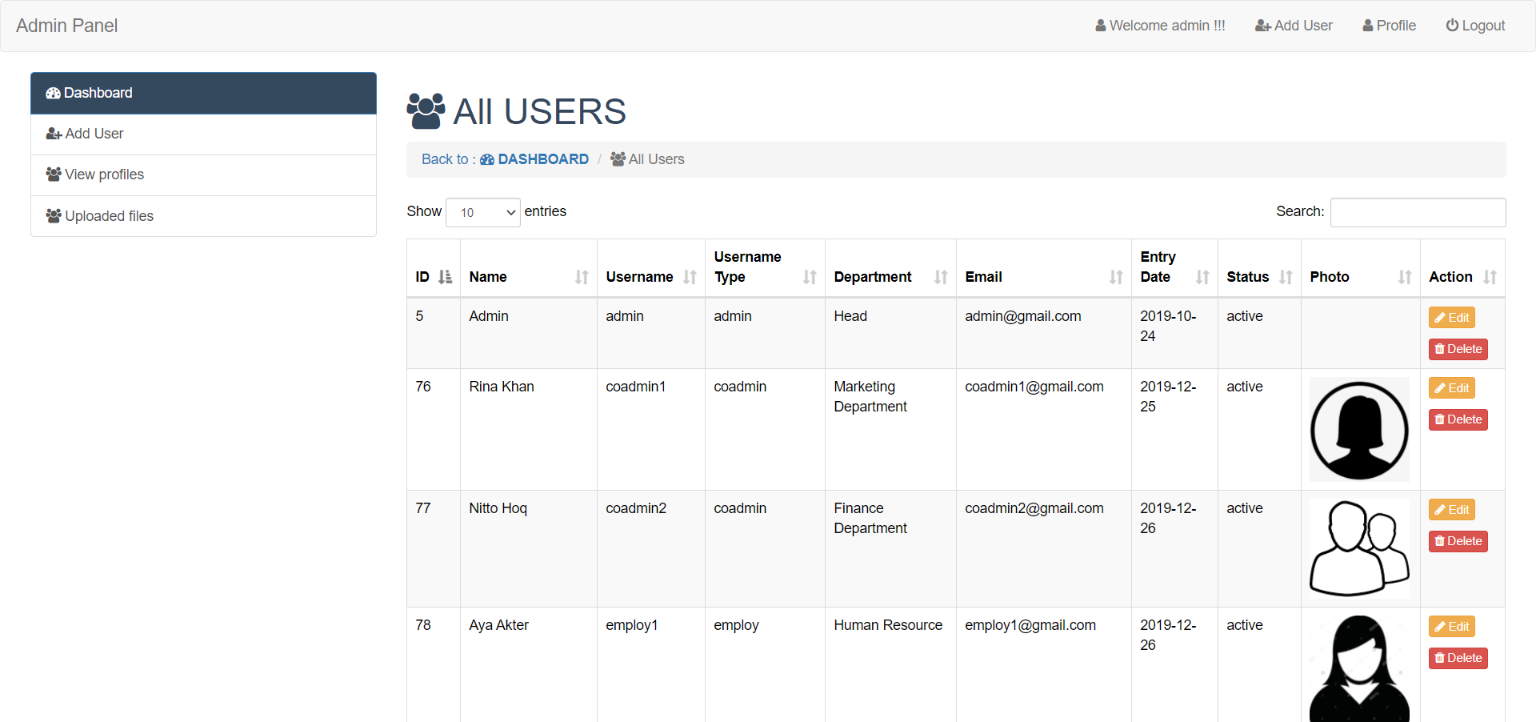 Admin Panel
Welcome admin !!!
Add User
Profile
Logout
Dashboard
Add User
View profiles
Uploaded files
All USERS
Back to : DASHBOARD / All Users
Show 10 entries
Search:
ID Name Username Username Type Department Email Entry Date Status Photo Action
5 Admin admin admin Head admin@gmail.com 2019-10-24 active Edit
Delete
76 Rina Khan coadmin1 coadmin Marketing Department coadmin1@gmail.com 2019-12-25 active Edit
Delete
77 Nitto Hoq coadmin2 coadmin Finance Department coadmin2@gmail.com 2019-12-26 active Edit
Delete
78 Aya Akter employ1 employ Human Resource employ1@gmail.com 2019-12-26 active Edit
Delete